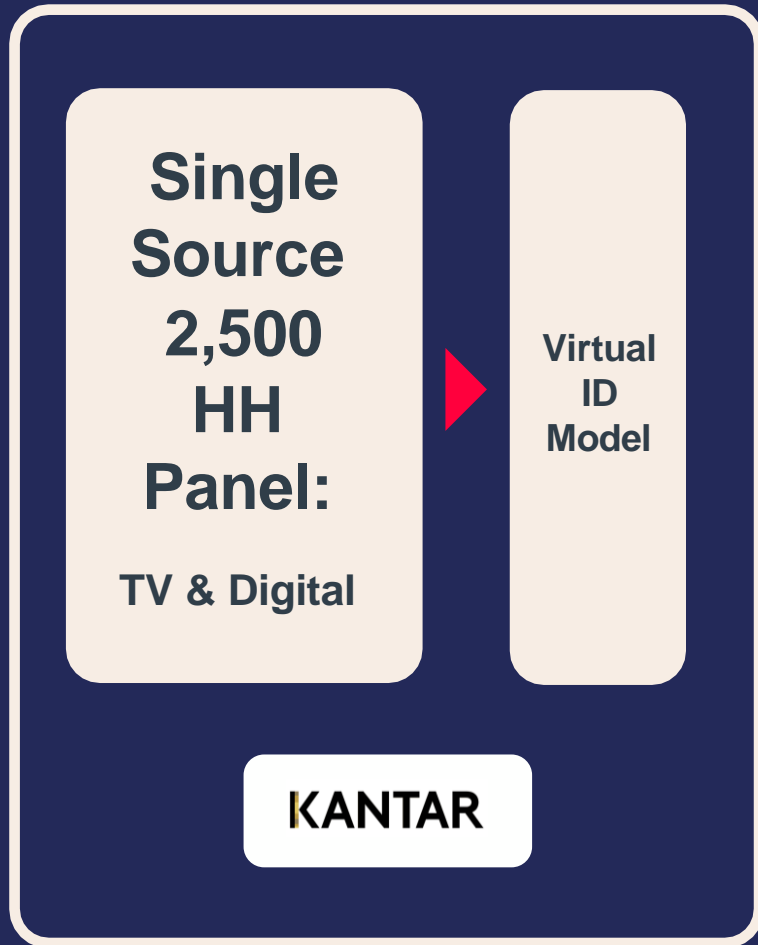 Single
Source
2,500
HH
Panel:
TV & Digital
Virtual
ID
Model
KANTAR